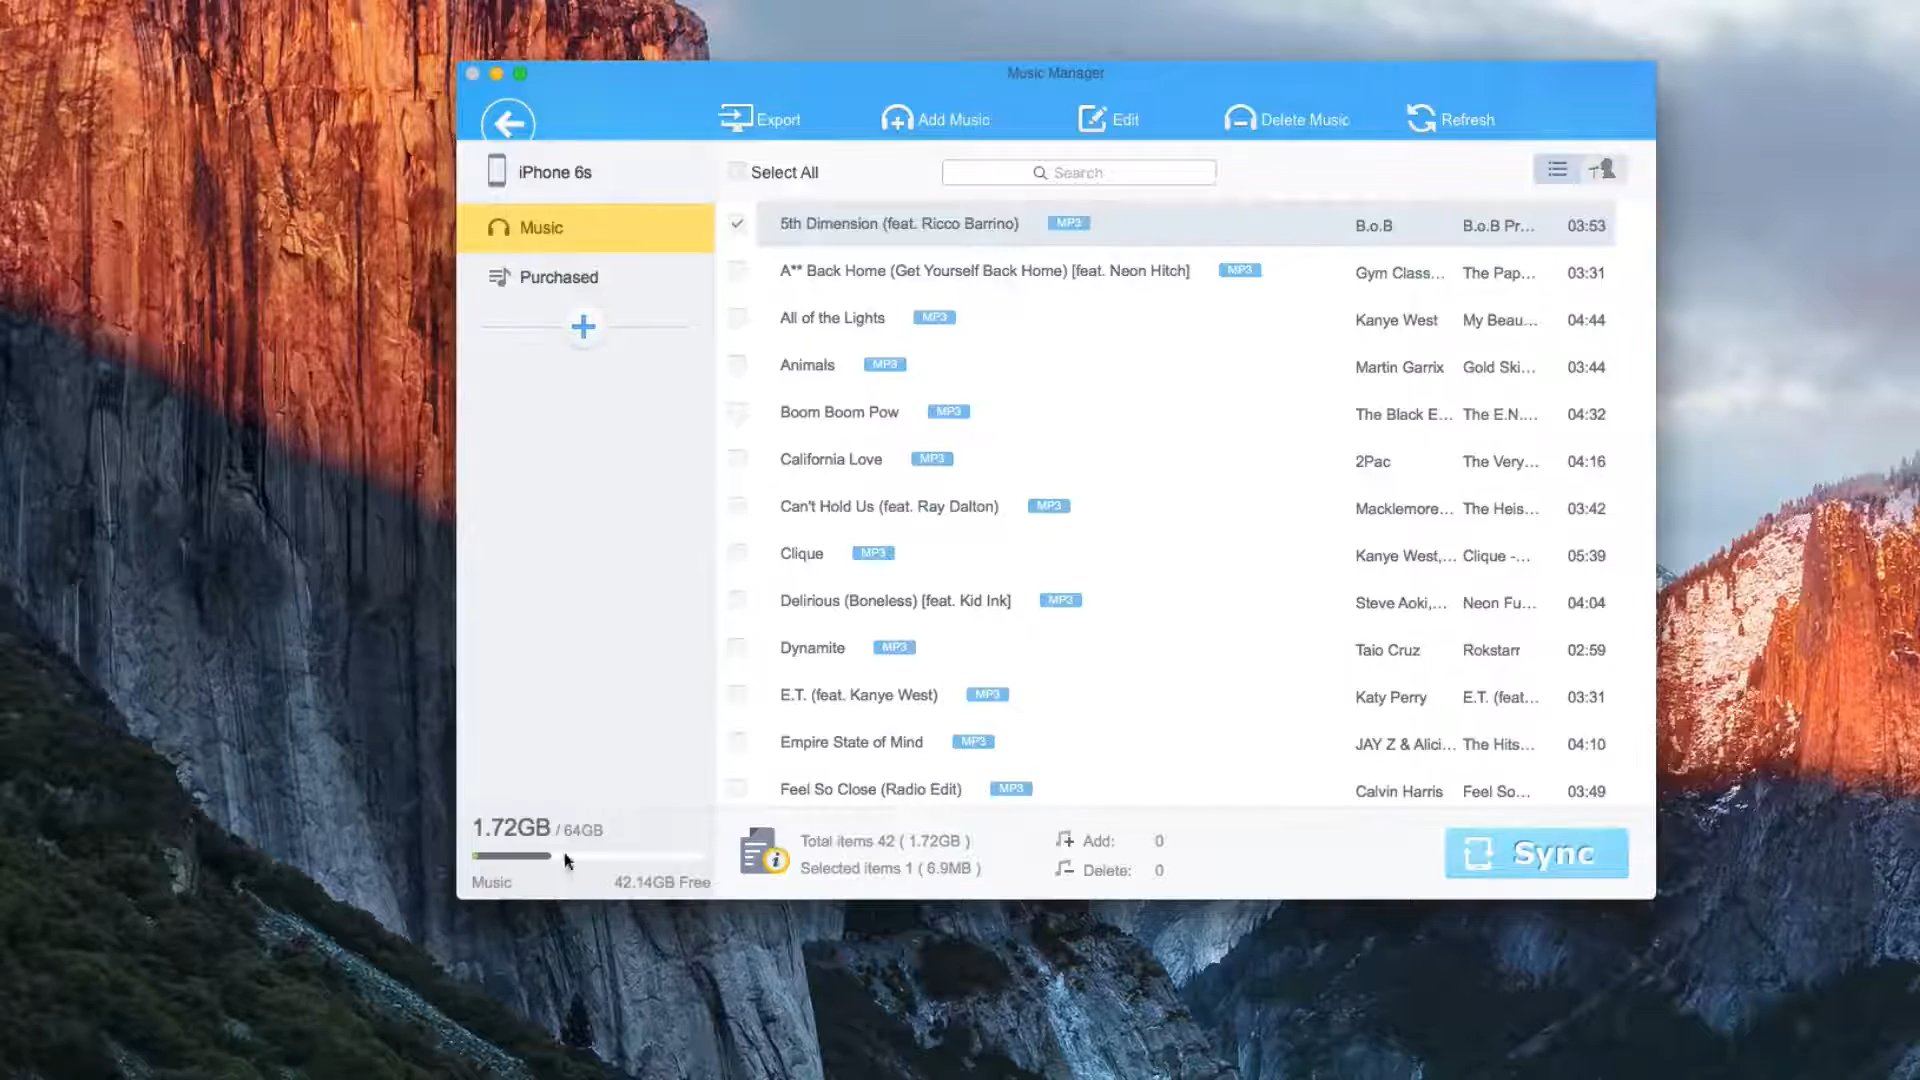 Music Manager
Export
Add Music
Edit
Delete Music
Refresh
iPhone 6s
Select All
Search
Music
Purchased
5th Dimension (feat. Ricco Barrino) MP3 B.o.B B.o.B Pr... 03:53
A** Back Home (Get Yourself Back Home) [feat. Neon Hitch] MP3 Gym Class... The Pap... 03:31
All of the Lights MP3 Kanye West My Beau... 04:44
Animals MP3 Martin Garrix Gold Ski... 03:44
Boom Boom Pow MP3 The Black E... The E.N.... 04:32
California Love MP3 2Pac The Very... 04:16
Can't Hold Us (feat. Ray Dalton) MP3 Macklemore... The Heis... 03:42
Clique MP3 Kanye West,... Clique -... 05:39
Delirious (Boneless) [feat. Kid Ink] MP3 Steve Aoki,... Neon Fu... 04:04
Dynamite MP3 Taio Cruz Rokstarr 02:59
E.T. (feat. Kanye West) MP3 Katy Perry E.T. (feat... 03:31
Empire State of Mind MP3 JAY Z & Alici... The Hits... 04:10
Feel So Close (Radio Edit) MP3 Calvin Harris Feel So... 03:49
1.72GB / 64GB
Music 42.14GB Free
Total items 42 ( 1.72GB )
Selected items 1 ( 6.9MB )
Add: 0
Delete: 0
Sync